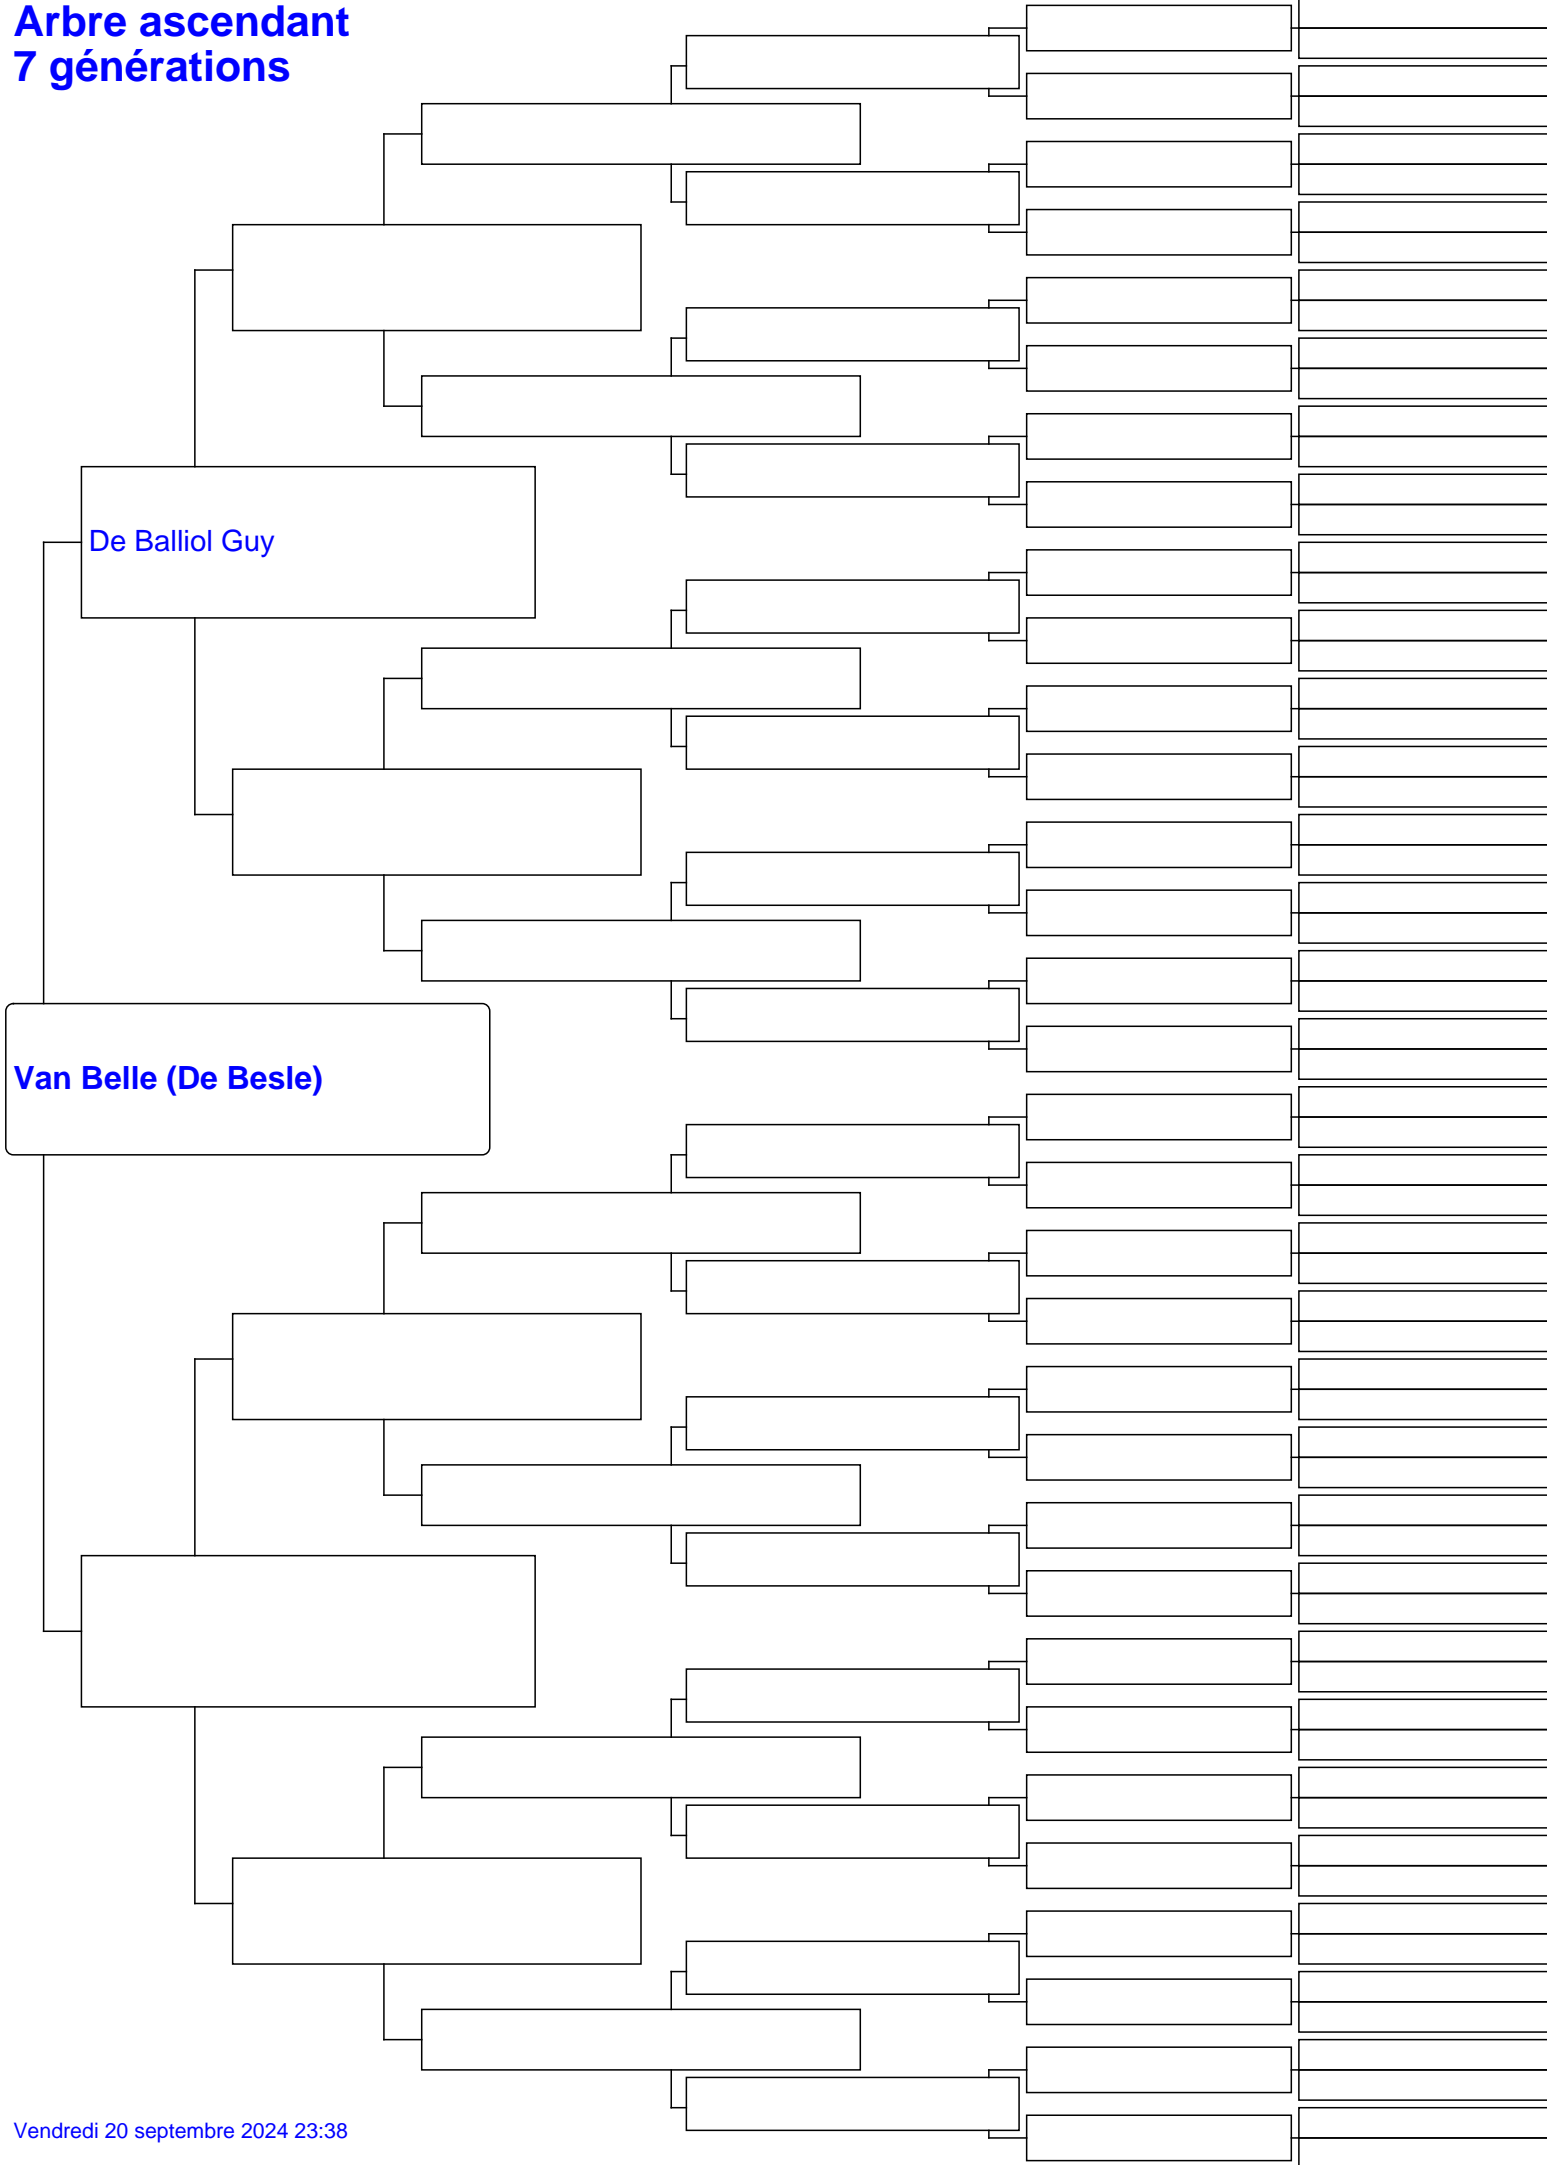 Arbre ascendant
7 générations
De Balliol Guy
Van Belle (De Besle)
Vendredi 20 septembre 2024 23:38